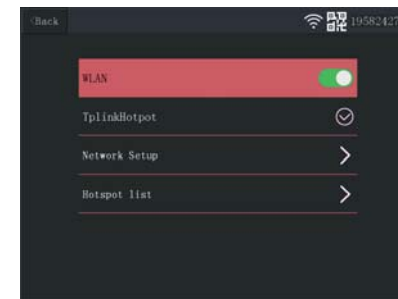 <Back
19582427
WLAN
TplinkHotpot
Network Setup
Hotspot list